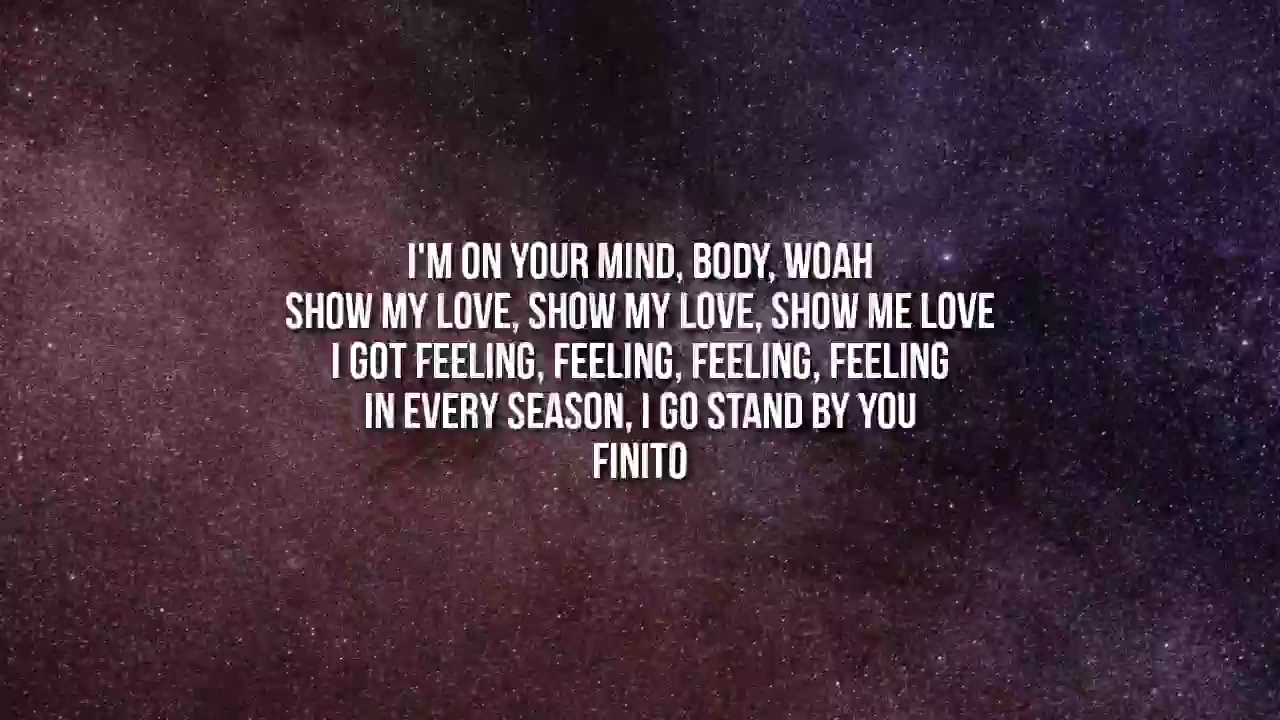 I'M ON YOUR MIND, BODY, WOAH
SHOW MY LOVE, SHOW MY LOVE, SHOW ME LOVE
I GOT FEELING, FEELING, FEELING, FEELING
IN EVERY SEASON, I GO STAND BY YOU
FINITO